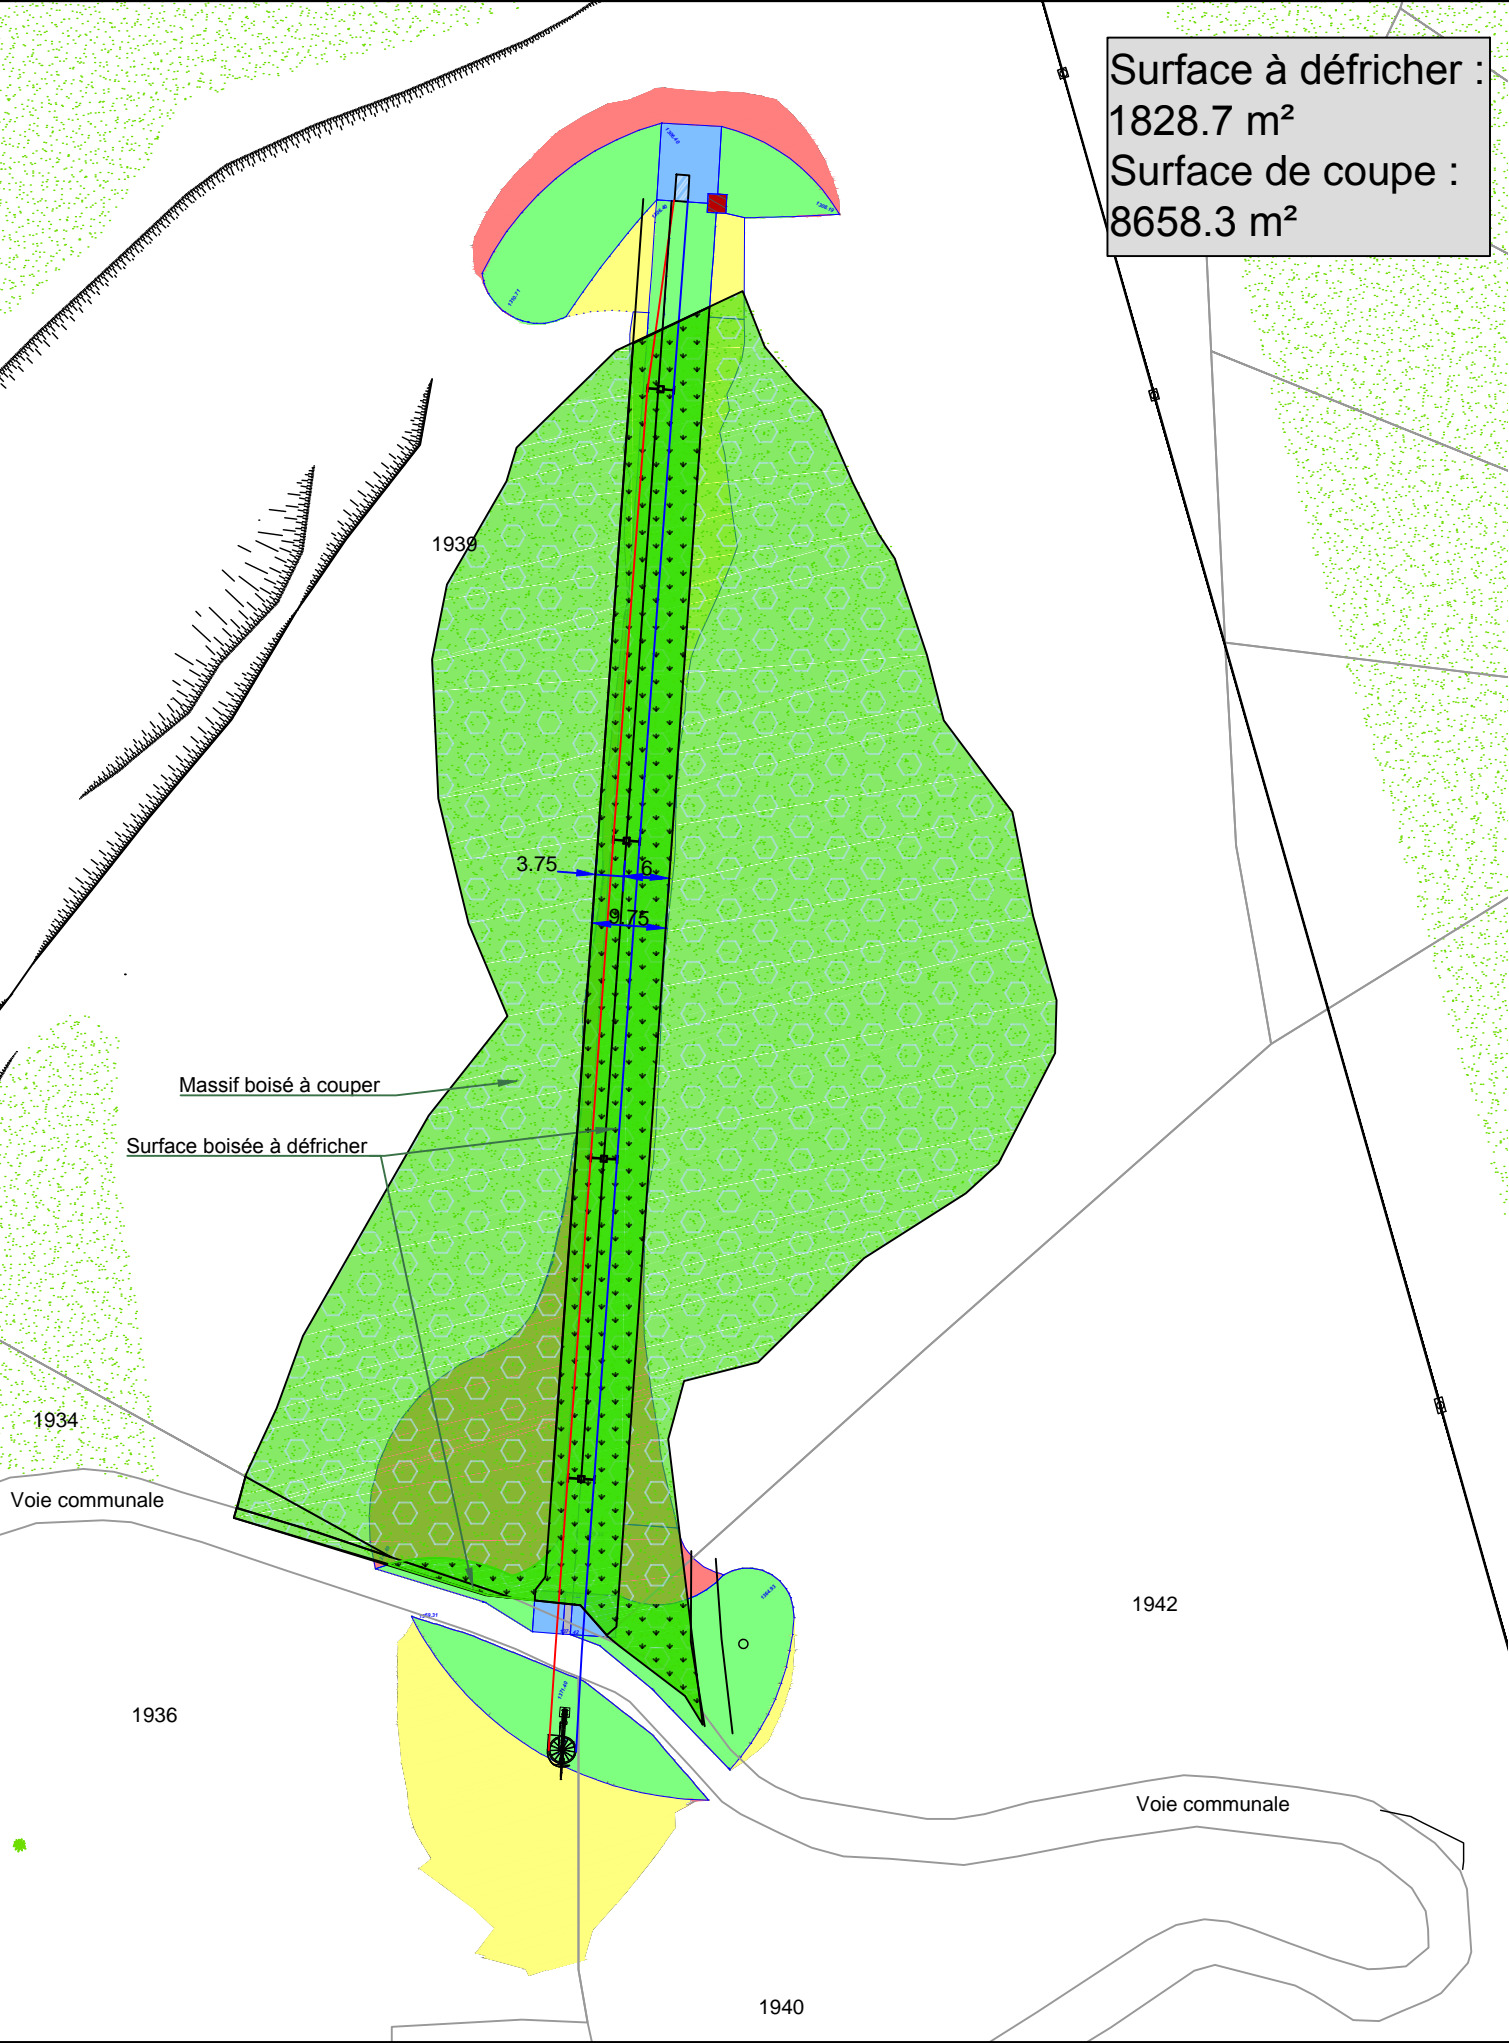 Surface à défricher :
1828.7 m²
Surface de coupe :
8658.3 m²
1939
3.75
6
9.75
Massif boisé à couper
Surface boisée à défricher
1934
Voie communale
1942
1936
Voie communale
1940